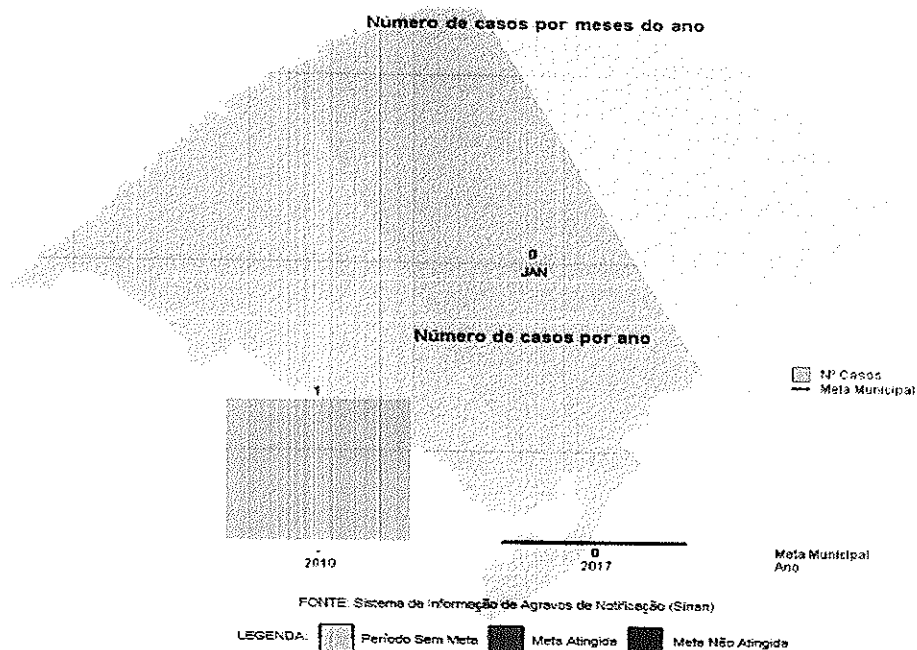 Número de casos por meses do ano
0
JAN
Número de casos por ano
Nº Casos
Meta Municipal
1
2010
0
2017
Meta Municipal
Ano
FONTE: Sistema de Informação de Agravos de Notificação (Sinan)
LEGENDA: Período Sem Meta Meta Atingida Meta Não Atingida